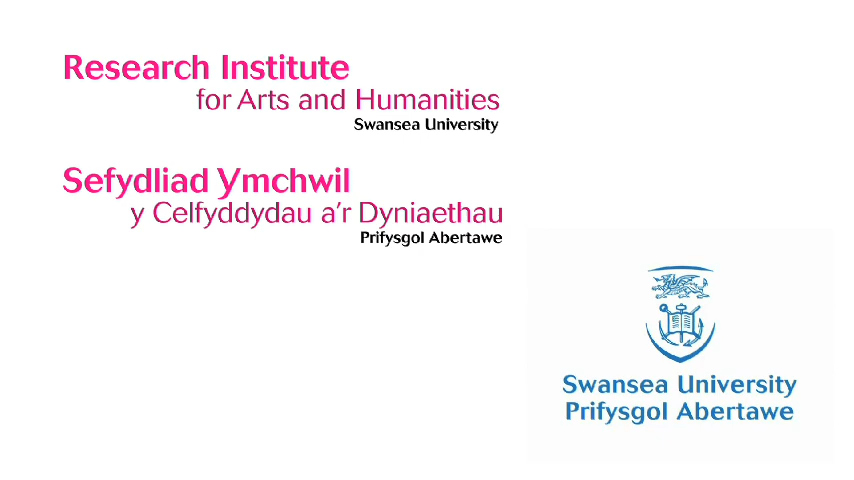 Research Institute
for Arts and Humanities
Swansea University
Sefydliad Ymchwil
y Celfyddydau a'r Dyniaethau
Prifysgol Abertawe
Swansea University
Prifysgol Abertawe